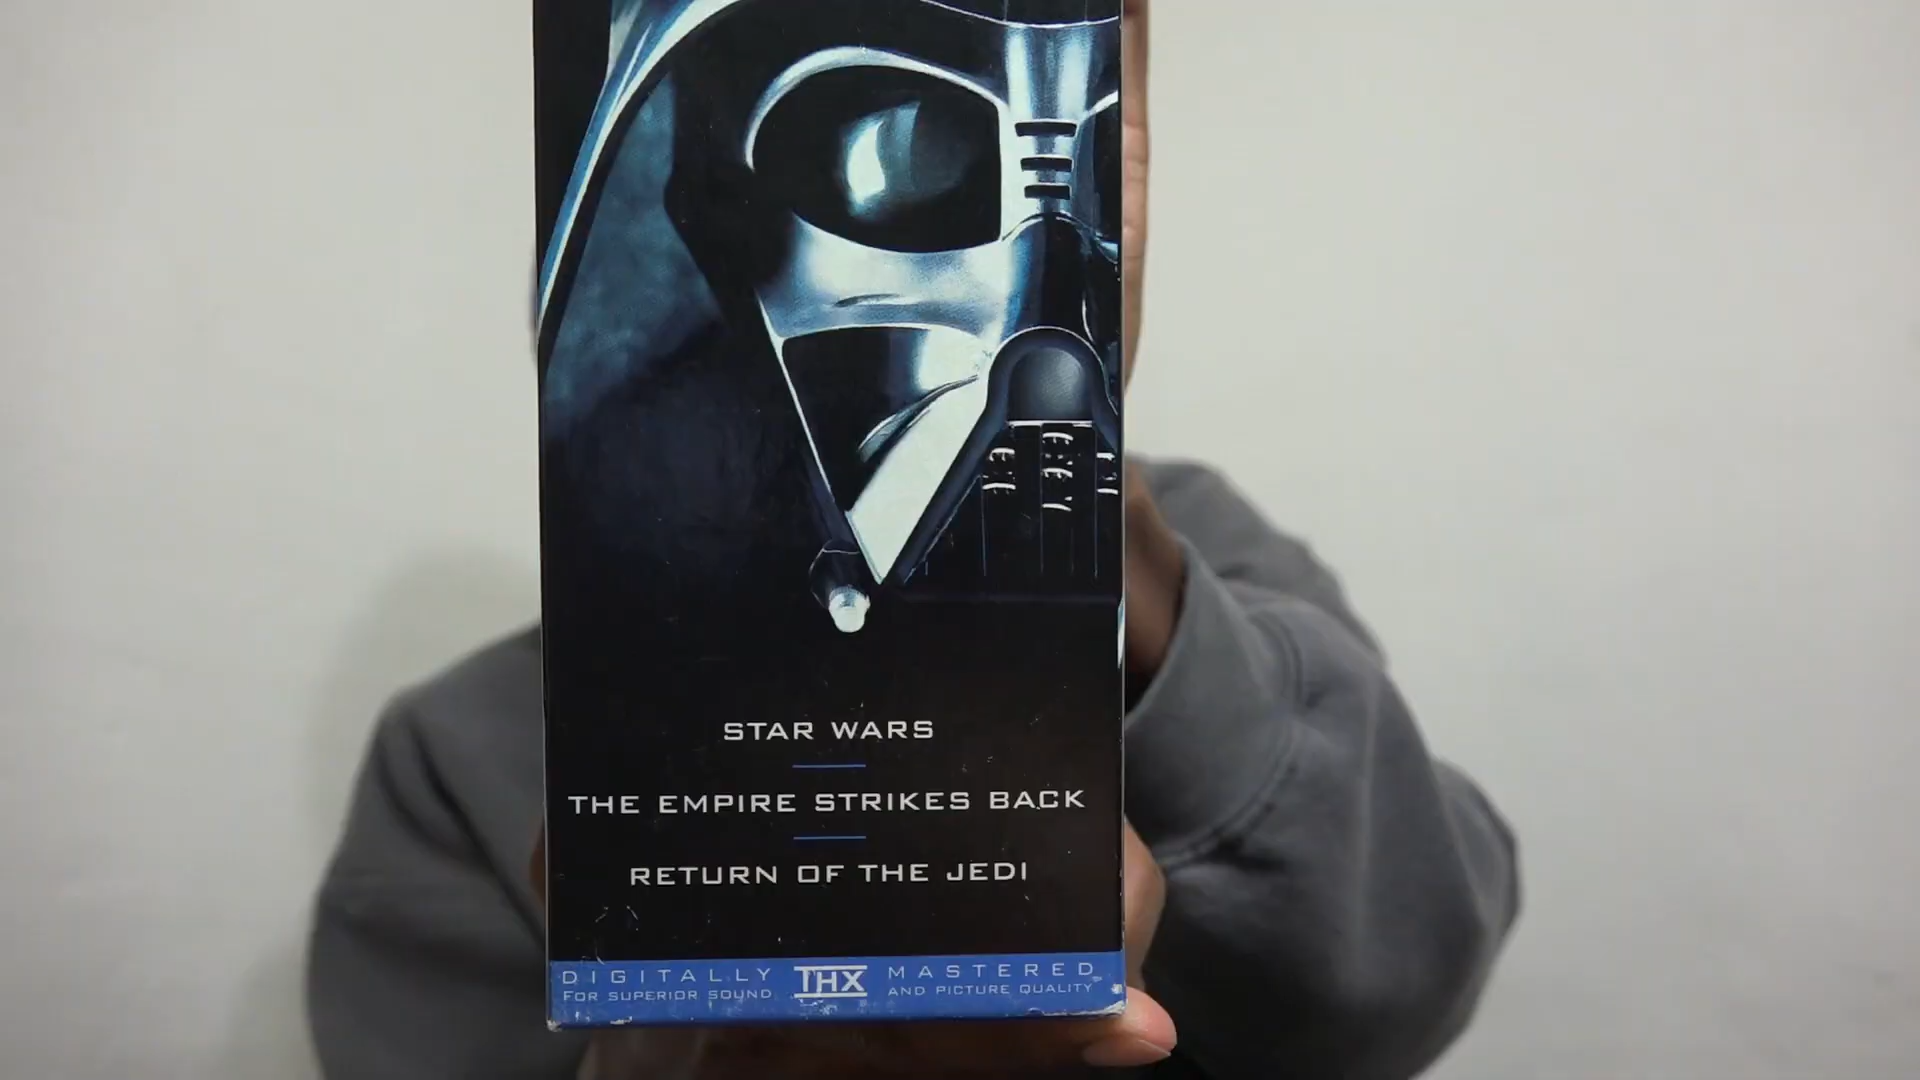 STAR WARS
THE EMPIRE STRIKES BACK
RETURN OF THE JEDI
DIGITALLY THX MASTERED
FOR SUPERIOR SOUND AND PICTURE QUALITY